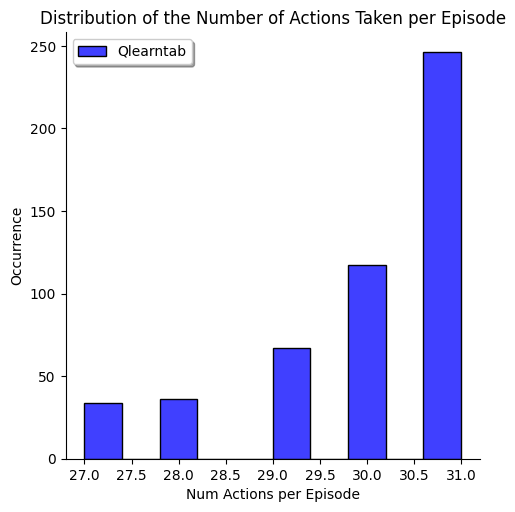 Distribution of the Number of Actions Taken per Episode
Qlearntab
250
200
150
100
50
0
Occurrence
27.0 27.5 28.0 28.5 29.0 29.5 30.0 30.5 31.0
Num Actions per Episode